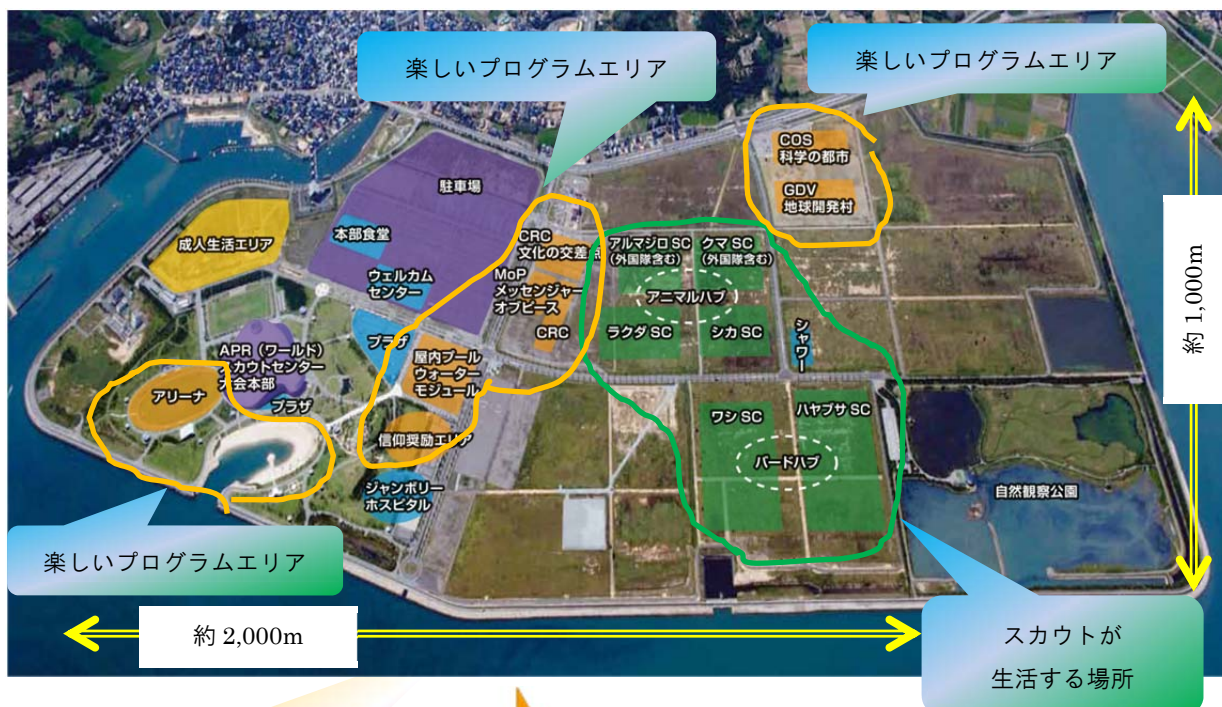 楽しいプログラムエリア
楽しいプログラムエリア
COS
科学の都市
GDV
地球開発村
駐車場
成人生活エリア
本部食堂
ウェルカム
センター
CRC
文化の交差
MoP
メッセンジャー
オブピース
CRC
アルマジロ SC
(外国隊含む)
クマ SC
(外国隊含む)
アニマルハブ
ラクダ SC
シカ SC
シャワー
約 1,000m
プラザ
屋内プール
ウォーター
モジュール
APR（ワールド）
スカウトセンター
大会本部
アリーナ
プラザ
信仰奨励エリア
ワシ SC
ハヤブサ SC
バードハブ
ジャンボリー
ホスピタル
自然観察公園
楽しいプログラムエリア
約 2,000m
スカウトが
生活する場所